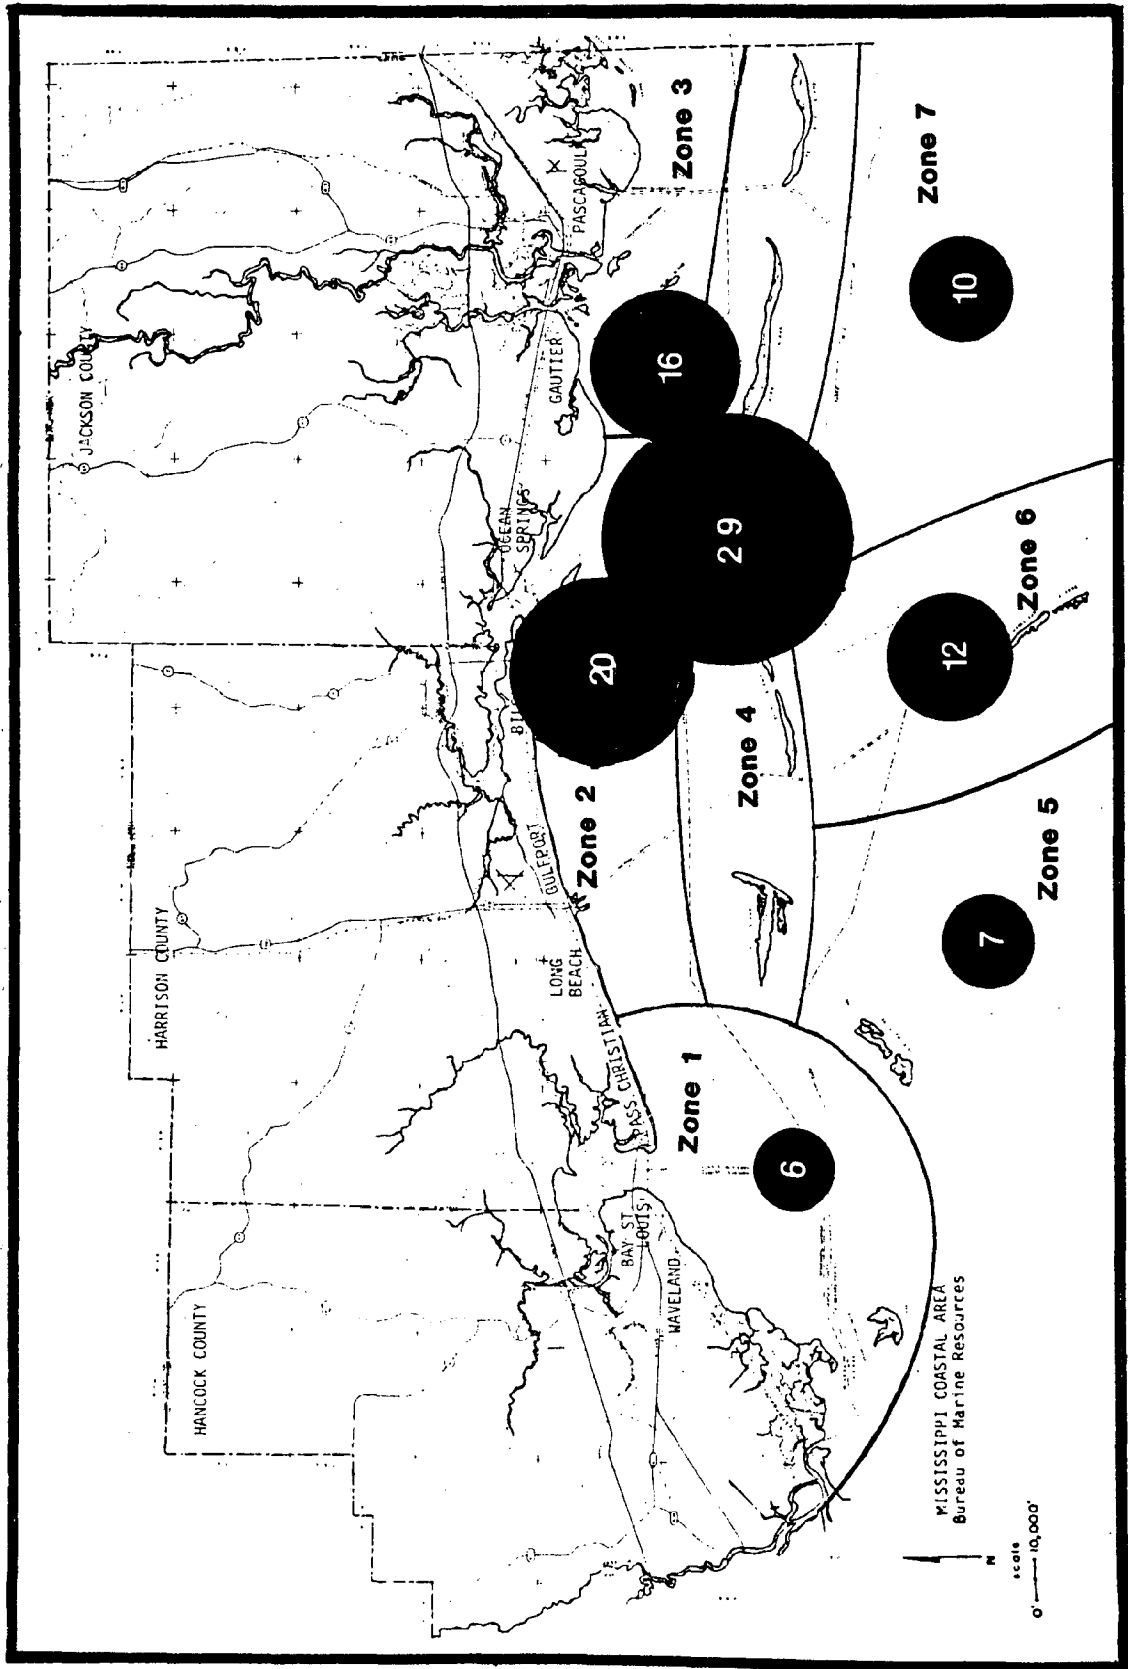 HANCOCK COUNTY
HARRISON COUNTY
JACKSON COUNTY
WAVELAND
BAY ST
LOUIS
PASS CHRISTIAN
LONG
BEACH
GULFPORT
OCEAN
SPRINGS
GAUTIER
PASCAGOULA
Zone 1
6
Zone 2
20
Zone 3
16
Zone 4
29
Zone 5
7
Zone 6
12
Zone 7
10
MISSISSIPPI COASTAL AREA
Bureau of Marine Resources
N
scale
0' 10,000'